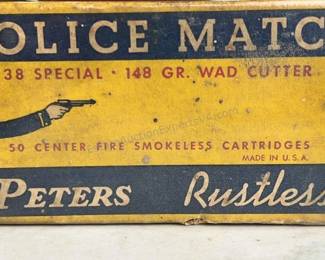 OLICE MATC
38 SPECIAL · 148 GR. WAD CUTTER
50 CENTER FIRE SMOKELESS CARTRIDGES
MADE IN U.S.A.
PETERS Rustless